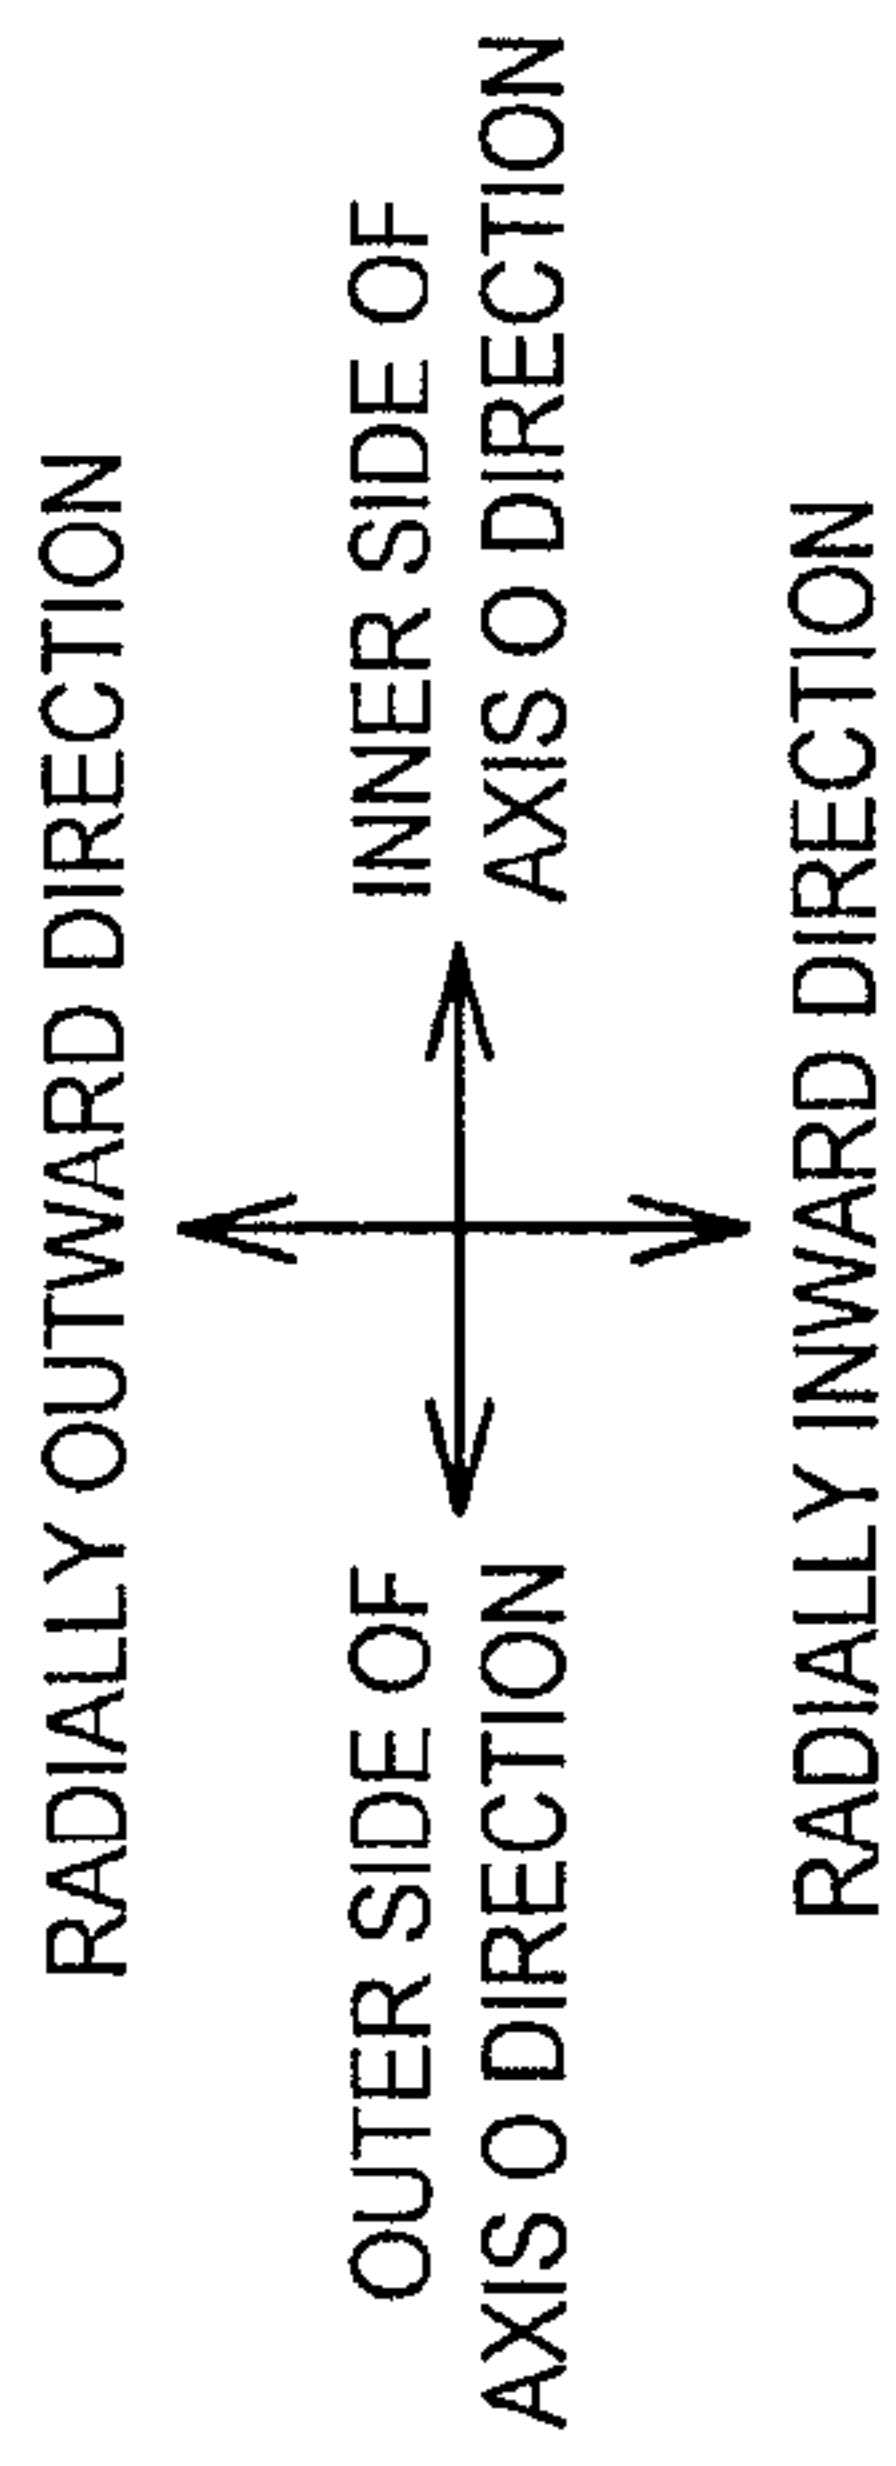 RADIALLY OUTWARD DIRECTION
OUTER SIDE OF
AXIS O DIRECTION
INNER SIDE OF
AXIS O DIRECTION
RADIALLY INWARD DIRECTION